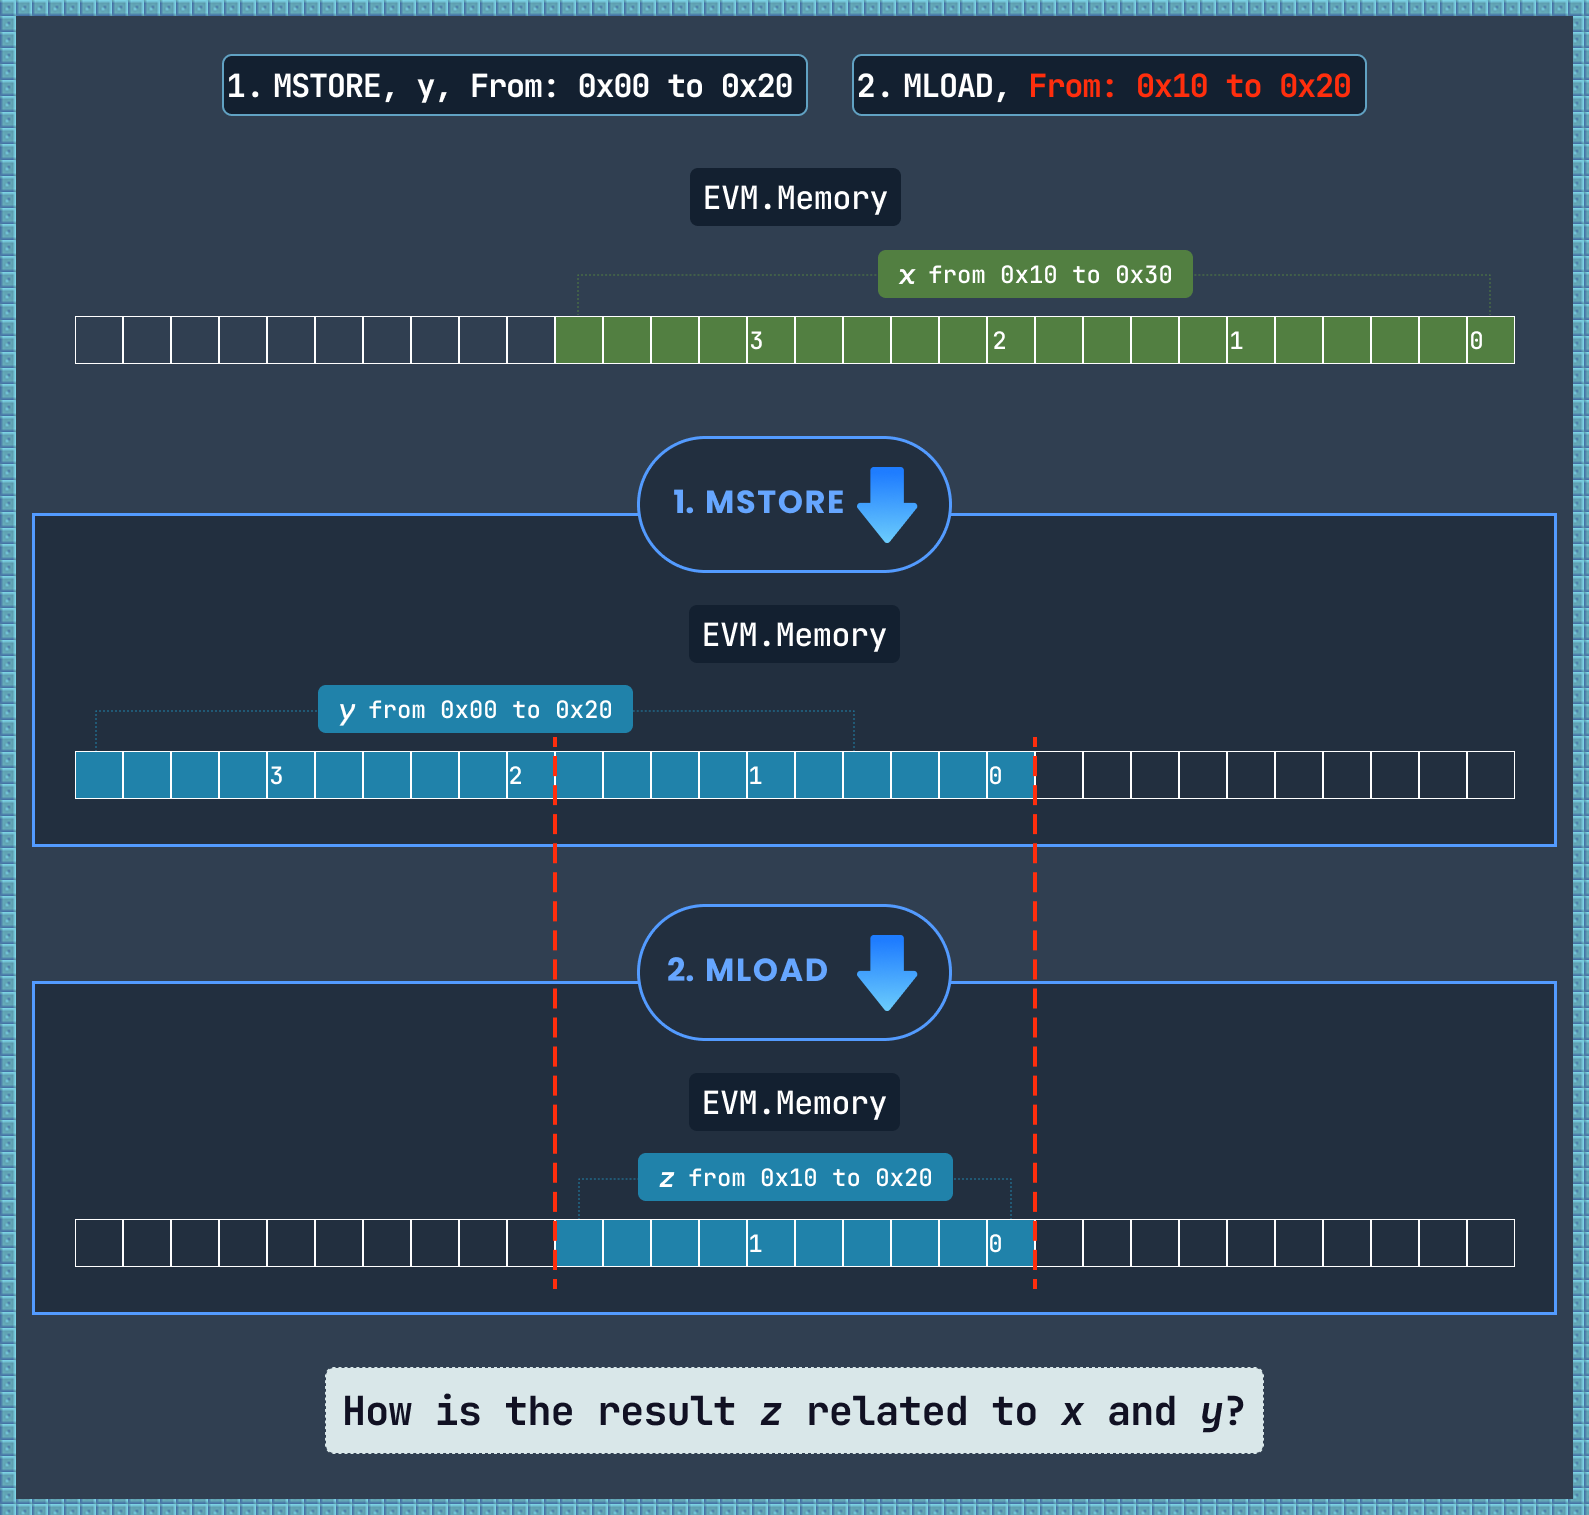 1. MSTORE, y, From: 0x00 to 0x20
2. MLOAD, From: 0x10 to 0x20
EVM.Memory
x from 0x10 to 0x30
3 2 1 0
1. MSTORE
EVM.Memory
y from 0x00 to 0x20
3 2 1 0
2. MLOAD
EVM.Memory
z from 0x10 to 0x20
1 0
How is the result z related to x and y?